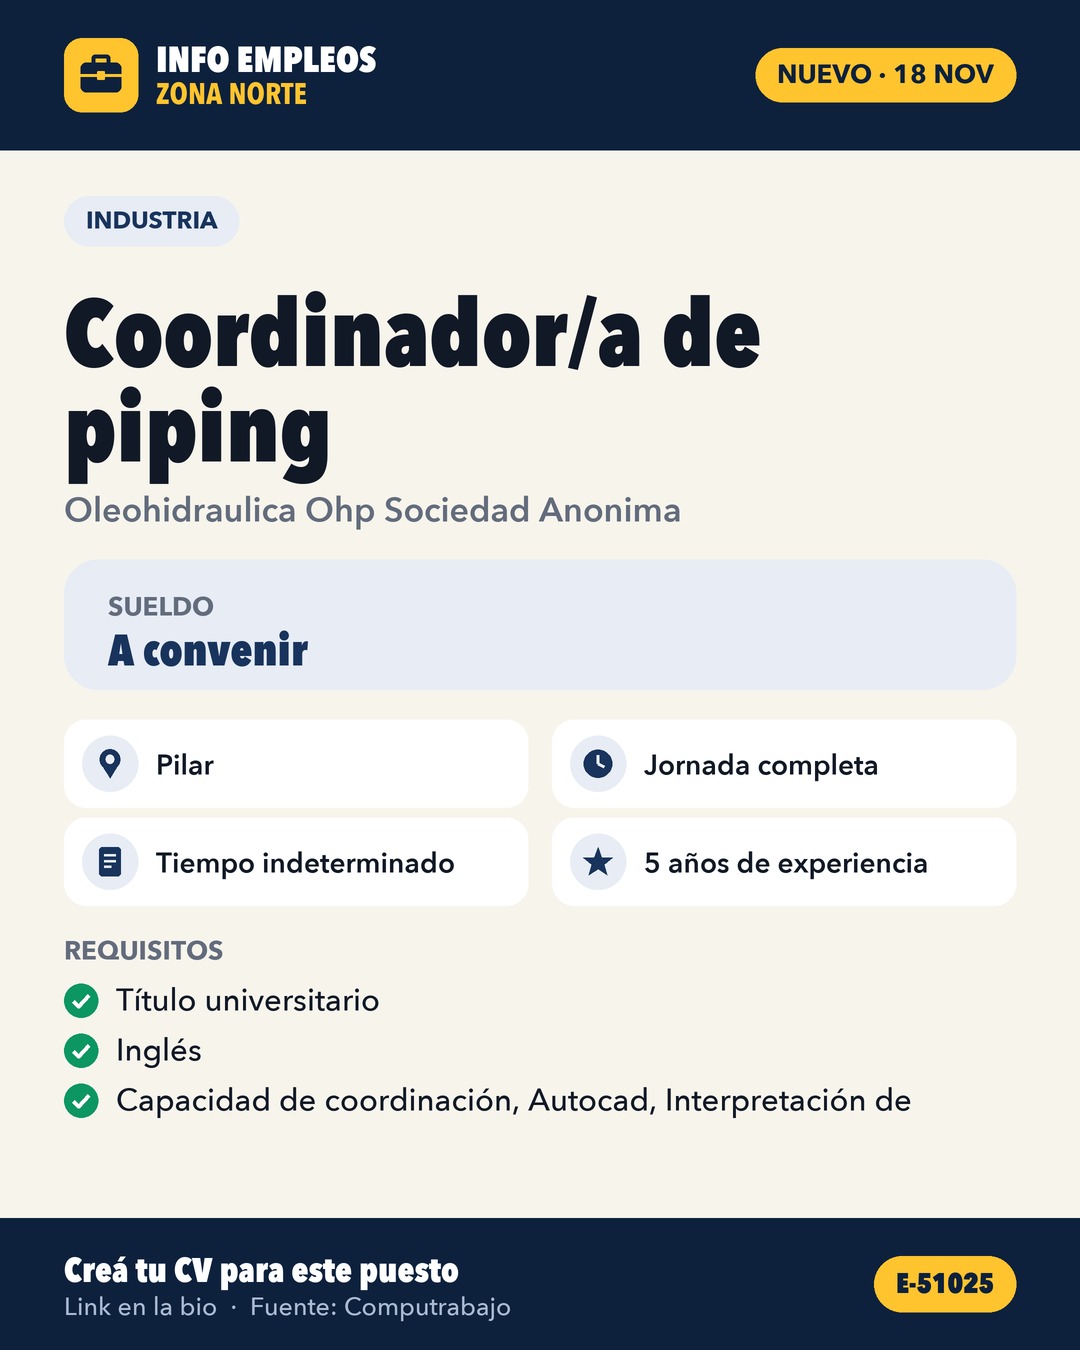 INFO EMPLEOS
ZONA NORTE
NUEVO · 18 NOV
INDUSTRIA
Coordinador/a de
piping
Oleohidraulica Ohp Sociedad Anonima
SUELDO
A convenir
Pilar
Jornada completa
Tiempo indeterminado
5 años de experiencia
REQUISITOS
Título universitario
Inglés
Capacidad de coordinación, Autocad, Interpretación de
Creá tu CV para este puesto
Link en la bio · Fuente: Computrabajo
E-51025